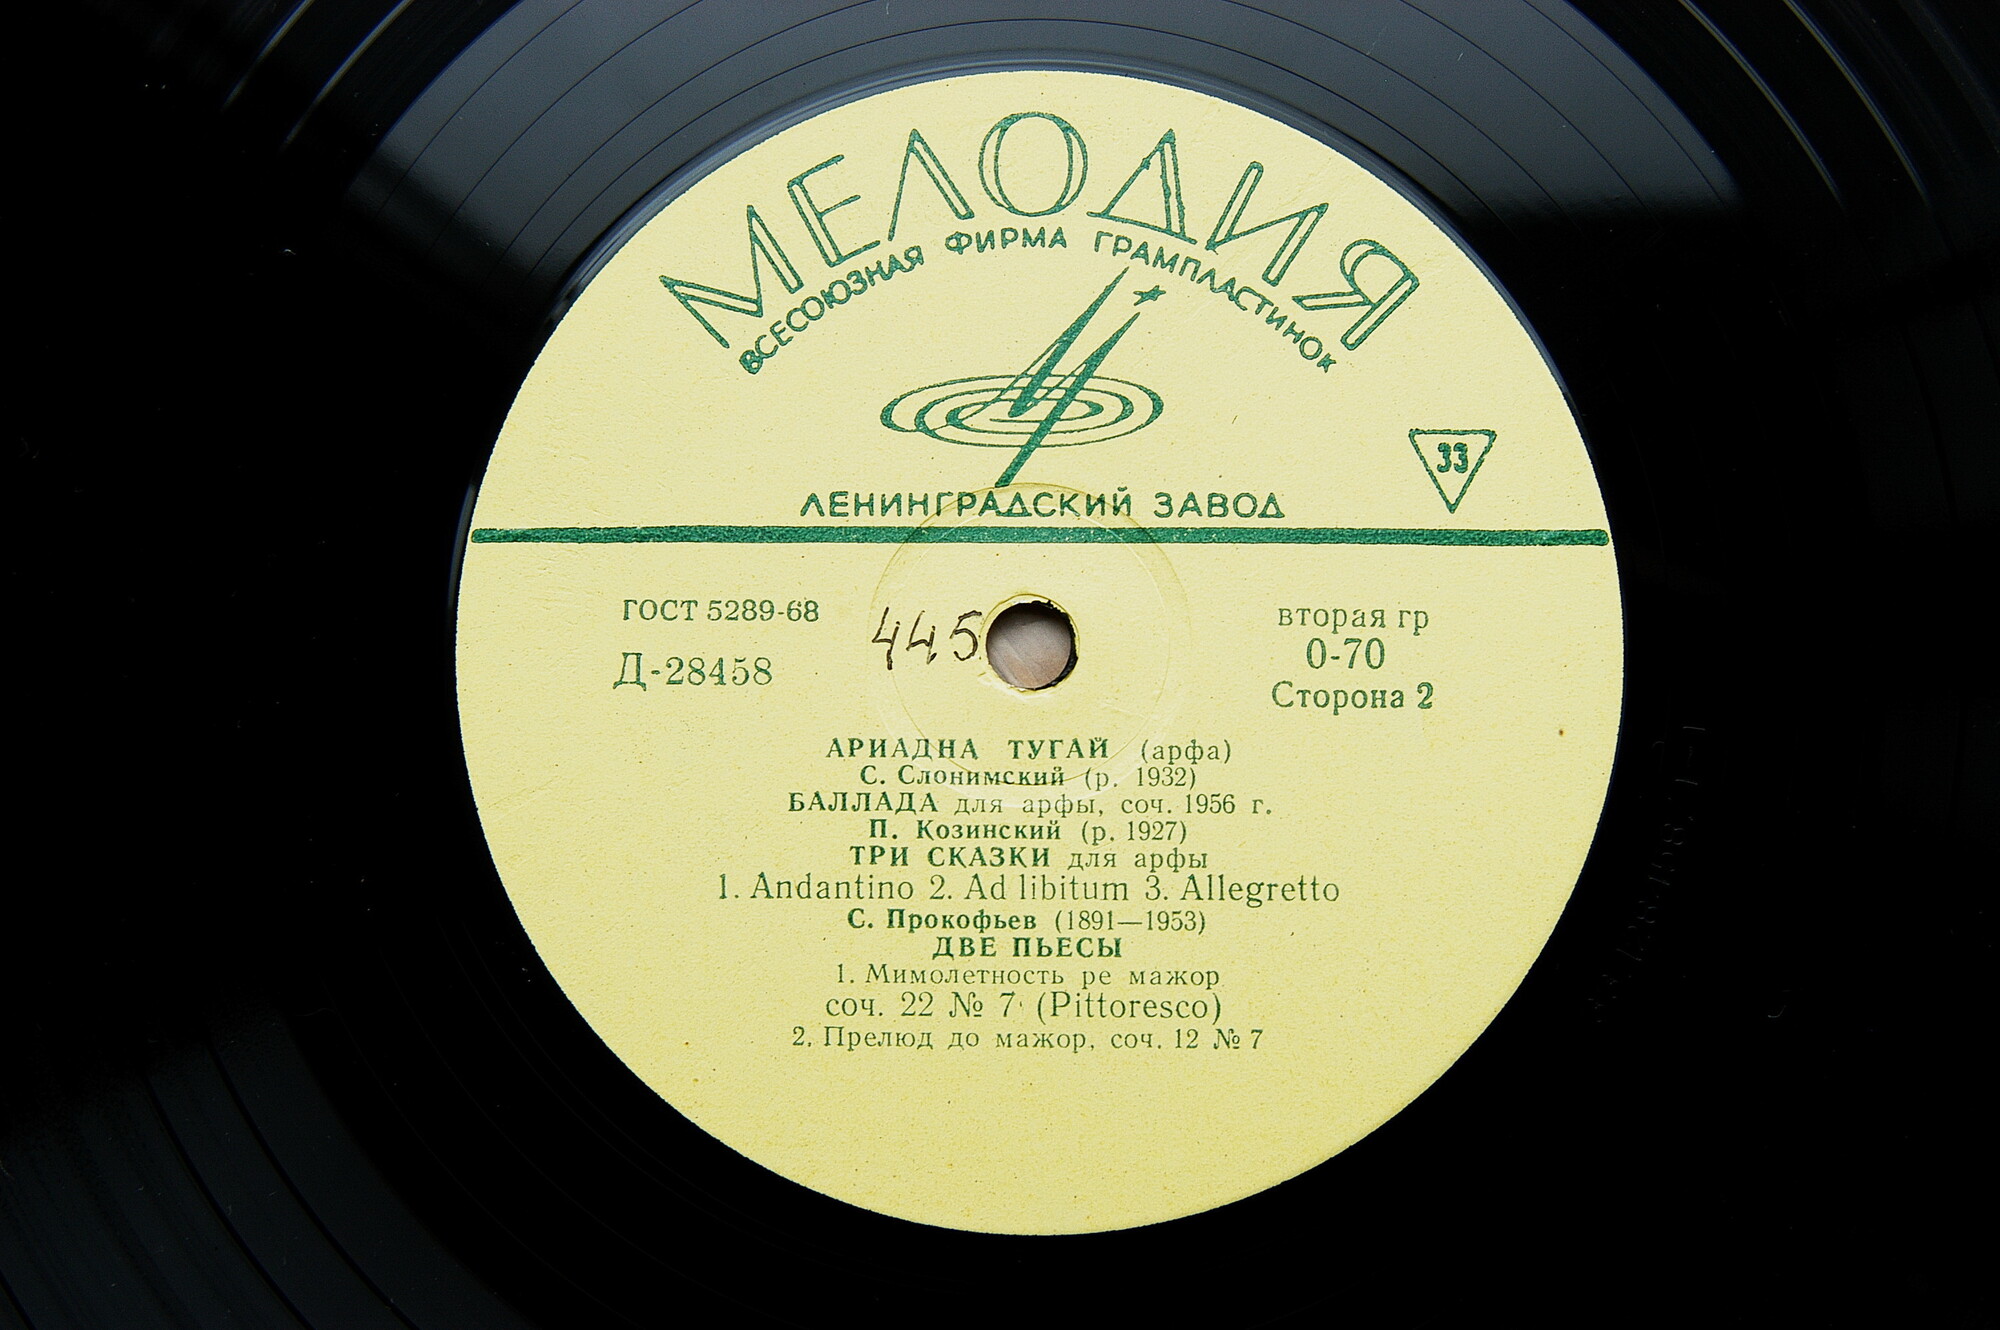 МЕЛОДИЯ
ВСЕСОЮЗНАЯ ФИРМА ГРАМПЛАСТИНОК
33
ЛЕНИНГРАДСКИЙ ЗАВОД
ГОСТ 5289-68
Д-28458
445
вторая гр
0-70
Сторона 2
АРИАДНА ТУГАЙ (арфа)
С. Слонимский (р. 1932)
БАЛЛАДА для арфы, соч. 1956 г.
П. Козинский (р. 1927)
ТРИ СКАЗКИ для арфы
1. Andantino 2. Ad libitum 3. Allegretto
С. Прокофьев (1891—1953)
ДВЕ ПЬЕСЫ
1. Мимолетность ре мажор
соч. 22 № 7 (Pittoresco)
2. Прелюд до мажор, соч. 12 № 7